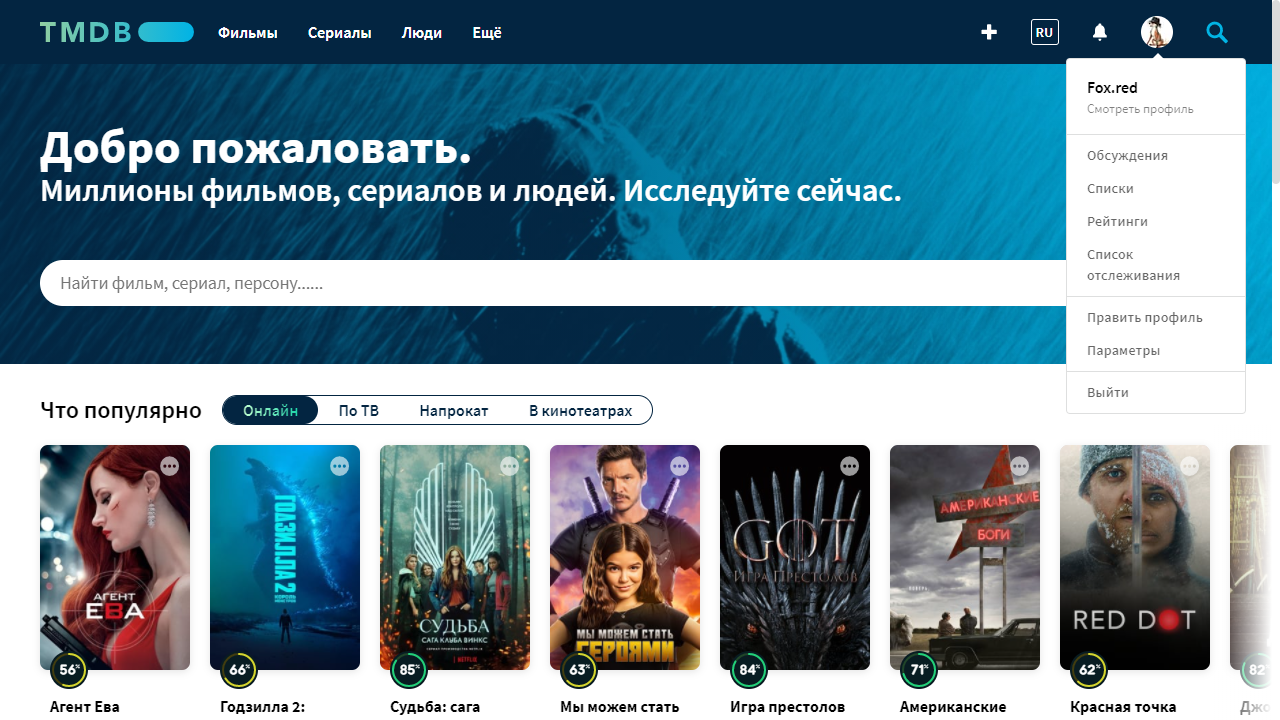 TMDB
Фильмы Сериалы Люди Ещё
RU
Fox.red
Смотреть профиль
Обсуждения
Списки
Рейтинги
Список
отслеживания
Править профиль
Параметры
Выйти
Добро пожаловать.
Миллионы фильмов, сериалов и людей. Исследуйте сейчас.
Найти фильм, сериал, персону......
Что популярно
Онлайн По ТВ Напрокат В кинотеатрах
АГЕНТ
ЕВА
ГОДЗИЛЛА 2
СУДЬБА
САГА КЛУБА ВИНКС
NETFLIX
МЫ МОЖЕМ СТАТЬ
ГЕРОЯМИ
GOT
ИГРА ПРЕСТОЛОВ
АМЕРИКАНСКИЕ
БОГИ
RED DOT
56% 66% 85% 63% 84% 71% 62% 82
Агент Ева Годзилла 2: Судьба: сага Мы можем стать Игра престолов Американские Красная точка Джо